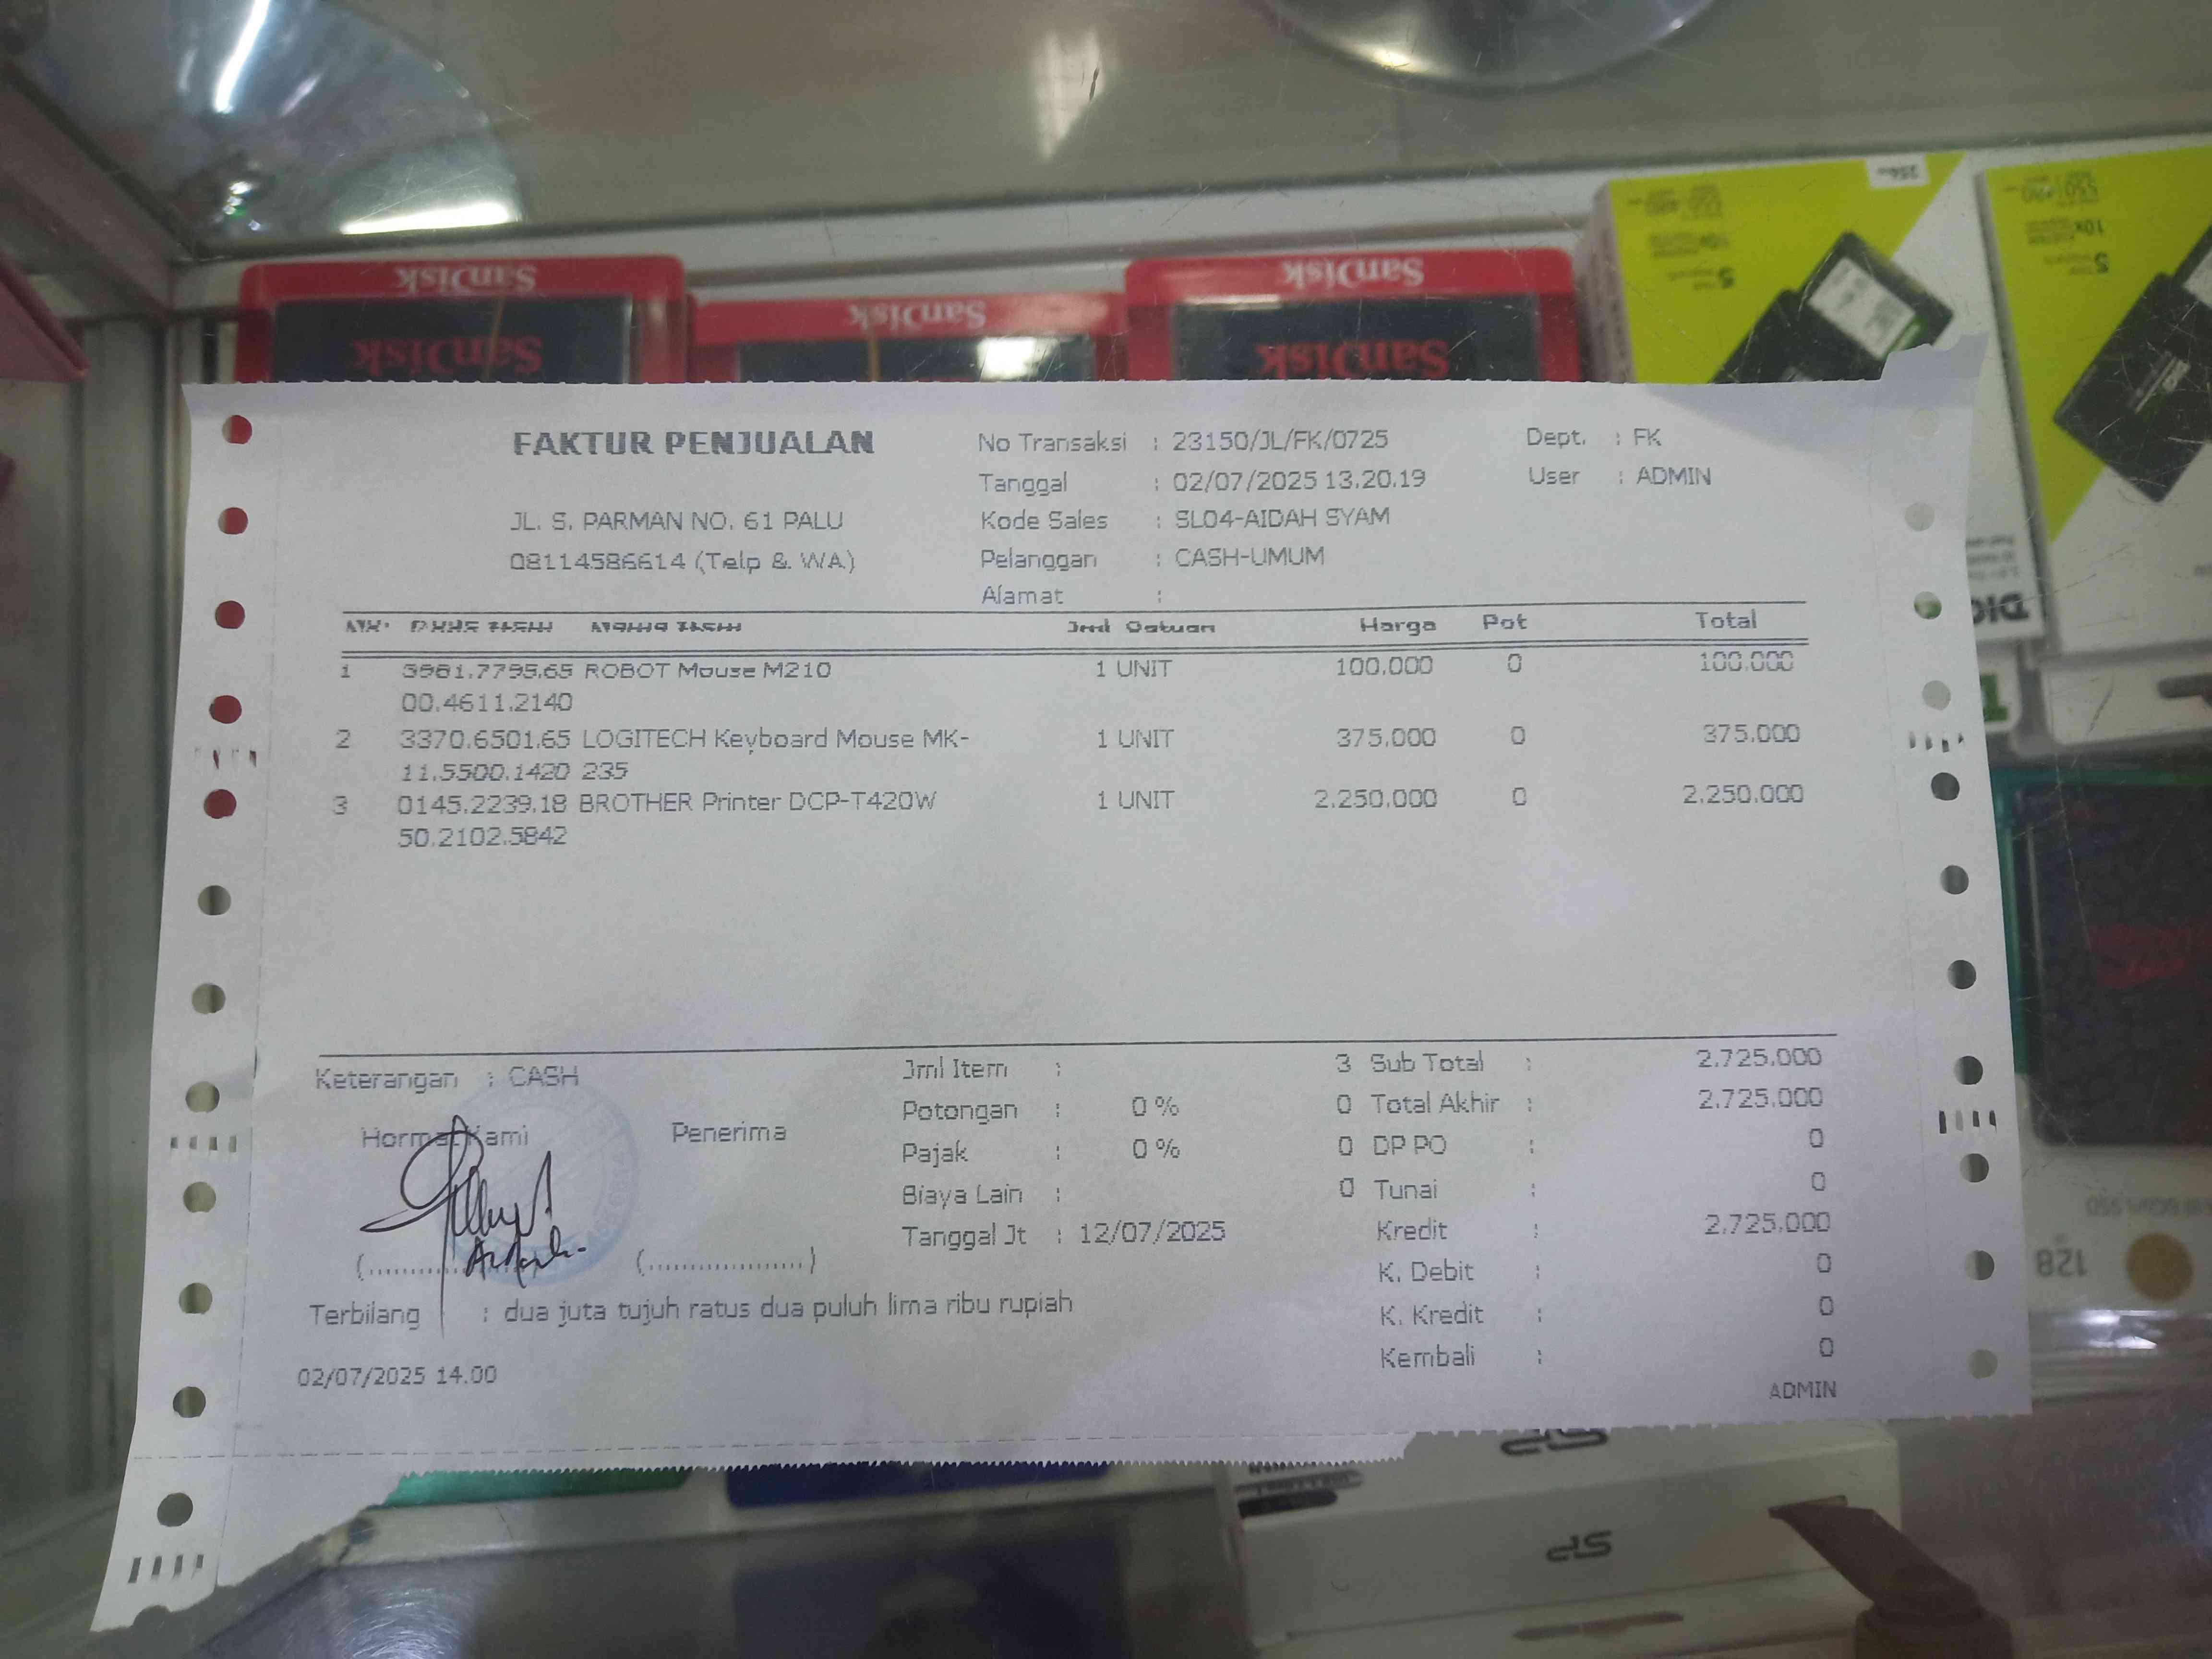 SanDisk
SanDisk
SanDisk
SanDisk
SanDisk
FAKTUR PENJUALAN
JL. S. PARMAN NO. 61 PALU
08114586614 (Telp & WA)
No Transaksi : 23150/JL/FK/0725
Tanggal : 02/07/2025 13.20.19
Kode Sales : SL04-AIDAH SYAM
Pelanggan : CASH-UMUM
Alamat :
Dept. : FK
User : ADMIN
Jml Satuan Harga Pot Total
1 3981.7795.65 ROBOT Mouse M210 1 UNIT 100.000 0 100.000
00.4611.2140
2 3370.6501.65 LOGITECH Keyboard Mouse MK- 1 UNIT 375.000 0 375.000
11.5500.1420 235
3 0145.2239.18 BROTHER Printer DCP-T420W 1 UNIT 2.250.000 0 2.250.000
50.2102.5842
Keterangan : CASH
Hormat Kami Penerima
(....................) (....................)
Jml Item : 3
Potongan : 0 % 0
Pajak : 0 % 0
Biaya Lain : 0
Tanggal Jt : 12/07/2025
Sub Total : 2.725.000
Total Akhir : 2.725.000
DP PO : 0
Tunai : 0
Kredit : 2.725.000
K. Debit : 0
K. Kredit : 0
Kembali : 0
Terbilang : dua juta tujuh ratus dua puluh lima ribu rupiah
02/07/2025 14.00
ADMIN
128